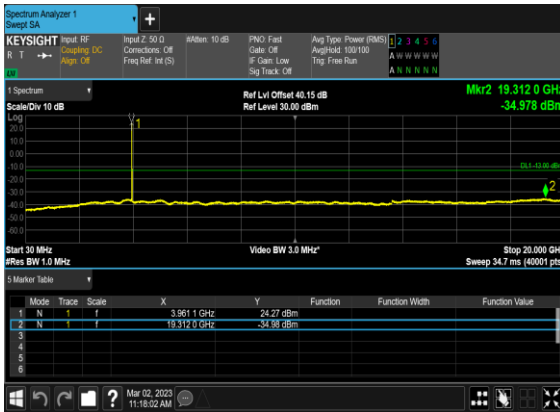 Spectrum Analyzer 1
Swept SA
+
KEYSIGHT
R T
LW
Input: RF
Coupling: DC
Align: Off
Input Z: 50 Ω
Corrections: Off
Freq Ref: Int (S)
#Atten: 10 dB
PNO: Fast
Gate: Off
IF Gain: Low
Sig Track: Off
Avg Type: Power (RMS)
Avg|Hold: 100/100
Trig: Free Run
1 2 3 4 5 6
A W W W W W
A N N N N N
1 Spectrum
Scale/Div 10 dB
Ref Lvl Offset 40.15 dB
Ref Level 30.00 dBm
Mkr2 19.312 0 GHz
-34.978 dBm
Log
20.0
10.0
0.00
-10.0
-20.0
-30.0
-40.0
-50.0
-60.0
1
DL1 -13.00 dBm
2
Start 30 MHz
#Res BW 1.0 MHz
Video BW 3.0 MHz*
Stop 20.000 GHz
Sweep 34.7 ms (40001 pts)
5 Marker Table
Mode Trace Scale X Y Function Function Width Function Value
1 N 1 f 3.961 1 GHz 24.27 dBm
2 N 1 f 19.312 0 GHz -34.98 dBm
3
4
5
6
?
Mar 02, 2023
11:18:02 AM